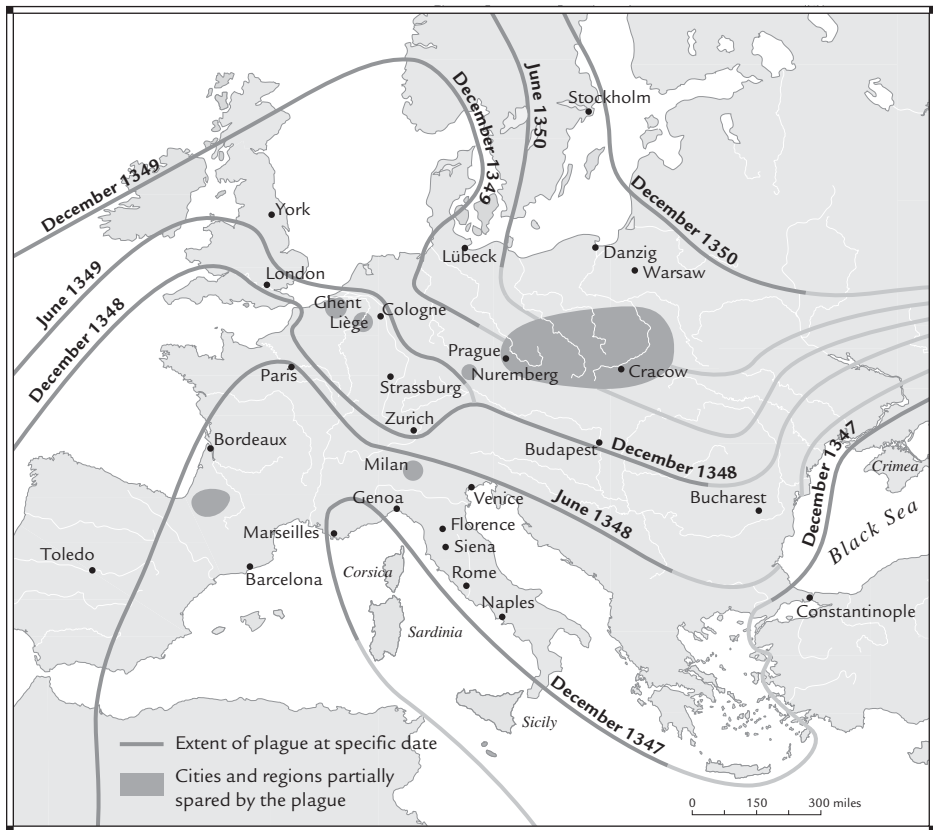 Stockholm
June 1350
December 1349
December 1349
December 1350
York
Danzig
Lübeck
Warsaw
June 1349
London
Ghent
Liège
Cologne
December 1348
Prague
Nuremberg
Cracow
Paris
Strassburg
Zurich
Bordeaux
Budapest
December 1348
December 1347
Milan
Crimea
Genoa
Venice
June 1348
Bucharest
Marseilles
Florence
Siena
Black Sea
Toledo
Barcelona
Corsica
Rome
Naples
Constantinople
Sardinia
December 1347
Sicily
Extent of plague at specific date
Cities and regions partially
spared by the plague
0 150 300 miles